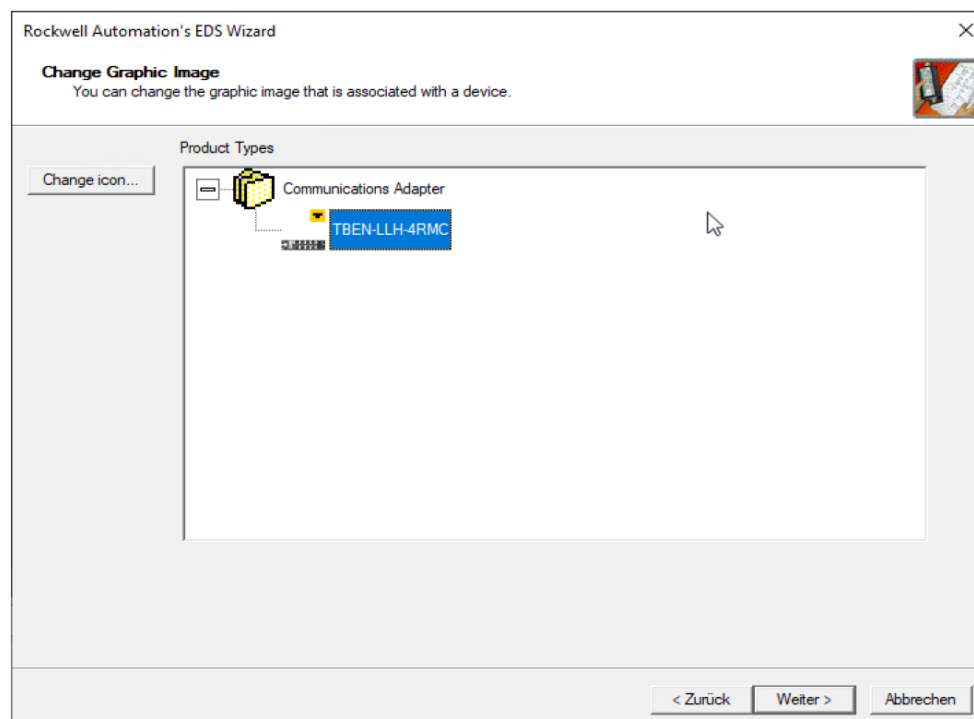 Rockwell Automation's EDS Wizard
Change Graphic Image
You can change the graphic image that is associated with a device.
Product Types
Change icon...
Communications Adapter
TBEN-LLH-4RMC
< Zurück
Weiter >
Abbrechen